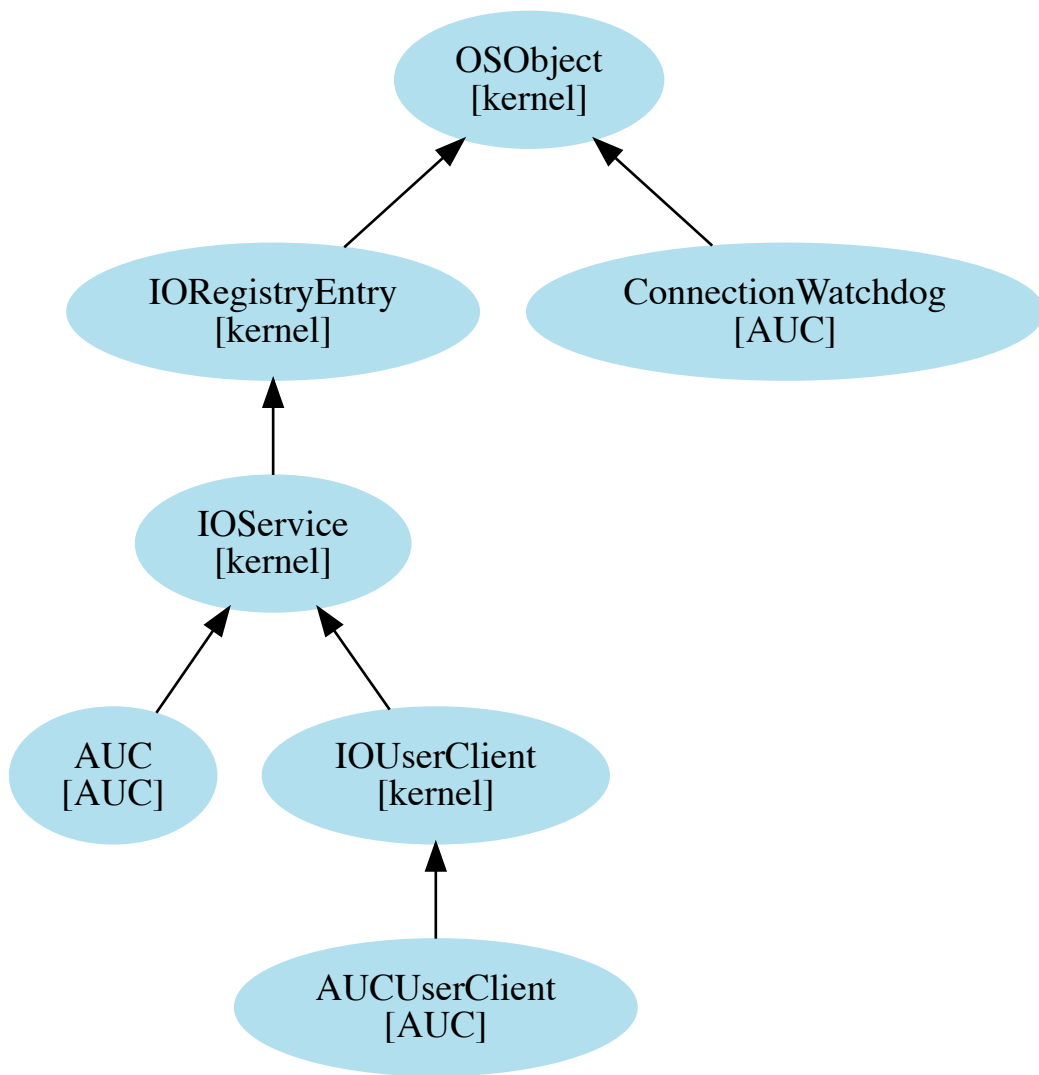 OSObject
[kernel]
IORegistryEntry
[kernel]
ConnectionWatchdog
[AUC]
IOService
[kernel]
AUC
[AUC]
IOUserClient
[kernel]
AUCUserClient
[AUC]